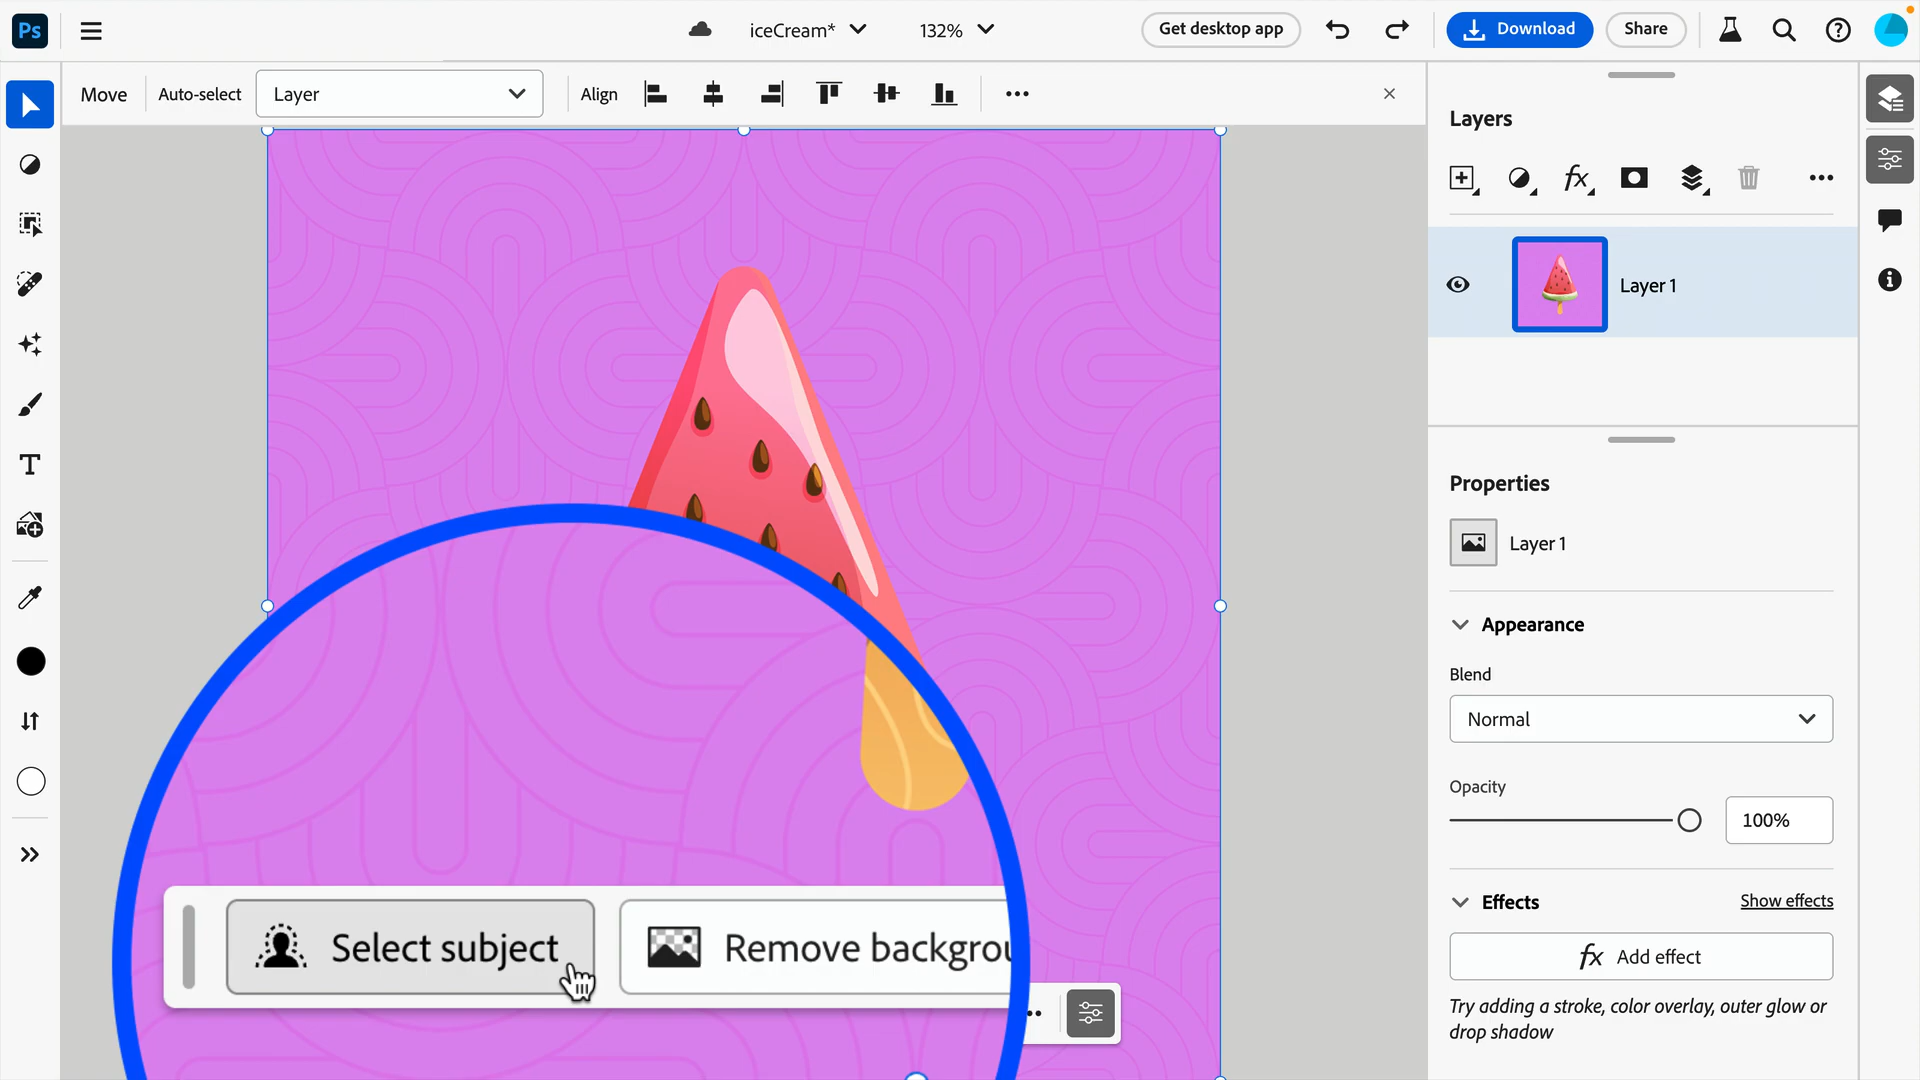 Ps
iceCream*
132%
Get desktop app
Download
Share
Move
Auto-select
Layer
Align
Layers
fx
Layer 1
Properties
Layer 1
Appearance
Blend
Normal
Opacity
100%
Effects
Show effects
fx Add effect
Try adding a stroke, color overlay, outer glow or
drop shadow
T
Select subject
Remove backgrou